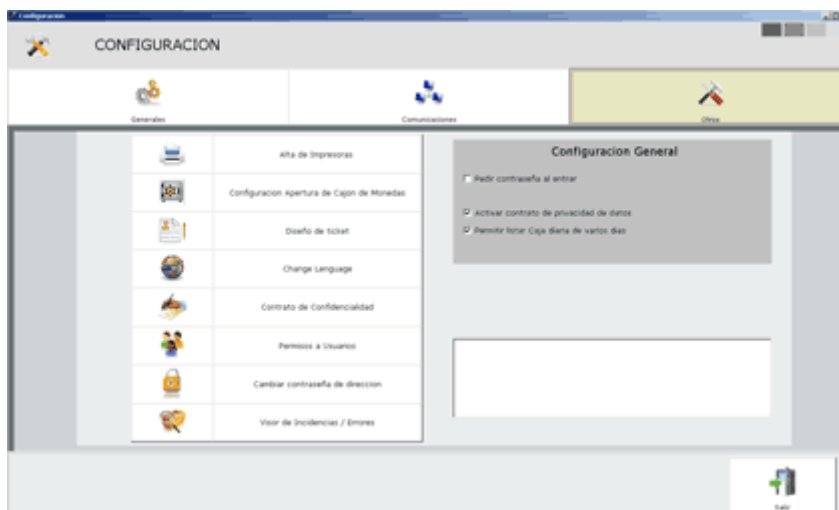 Configuracion
CONFIGURACION
Generales
Comunicaciones
Otros
Alta de Impresoras
Configuracion Apertura de Cajon de Monedas
Diseño de ticket
Change Lenguage
Contrato de Confidencialidad
Permisos a Usuarios
Cambiar contraseña de direccion
Visor de Incidencias / Errores
Configuracion General
Pedir contraseña al entrar
Activar contrato de privacidad de datos
Permitir listar Caja diaria de varios dias
Salir